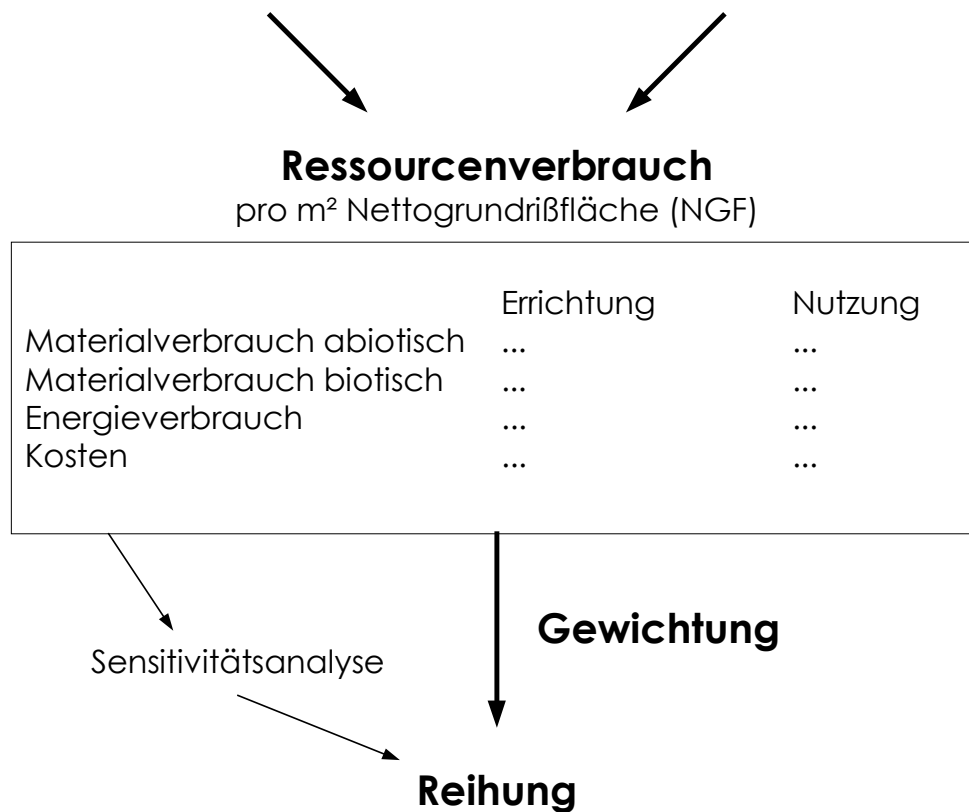 Ressourcenverbrauch
pro m² Nettogrundrißfläche (NGF)
Errichtung Nutzung
Materialverbrauch abiotisch ... ...
Materialverbrauch biotisch ... ...
Energieverbrauch ... ...
Kosten ... ...
Gewichtung
Sensitivitätsanalyse
Reihung